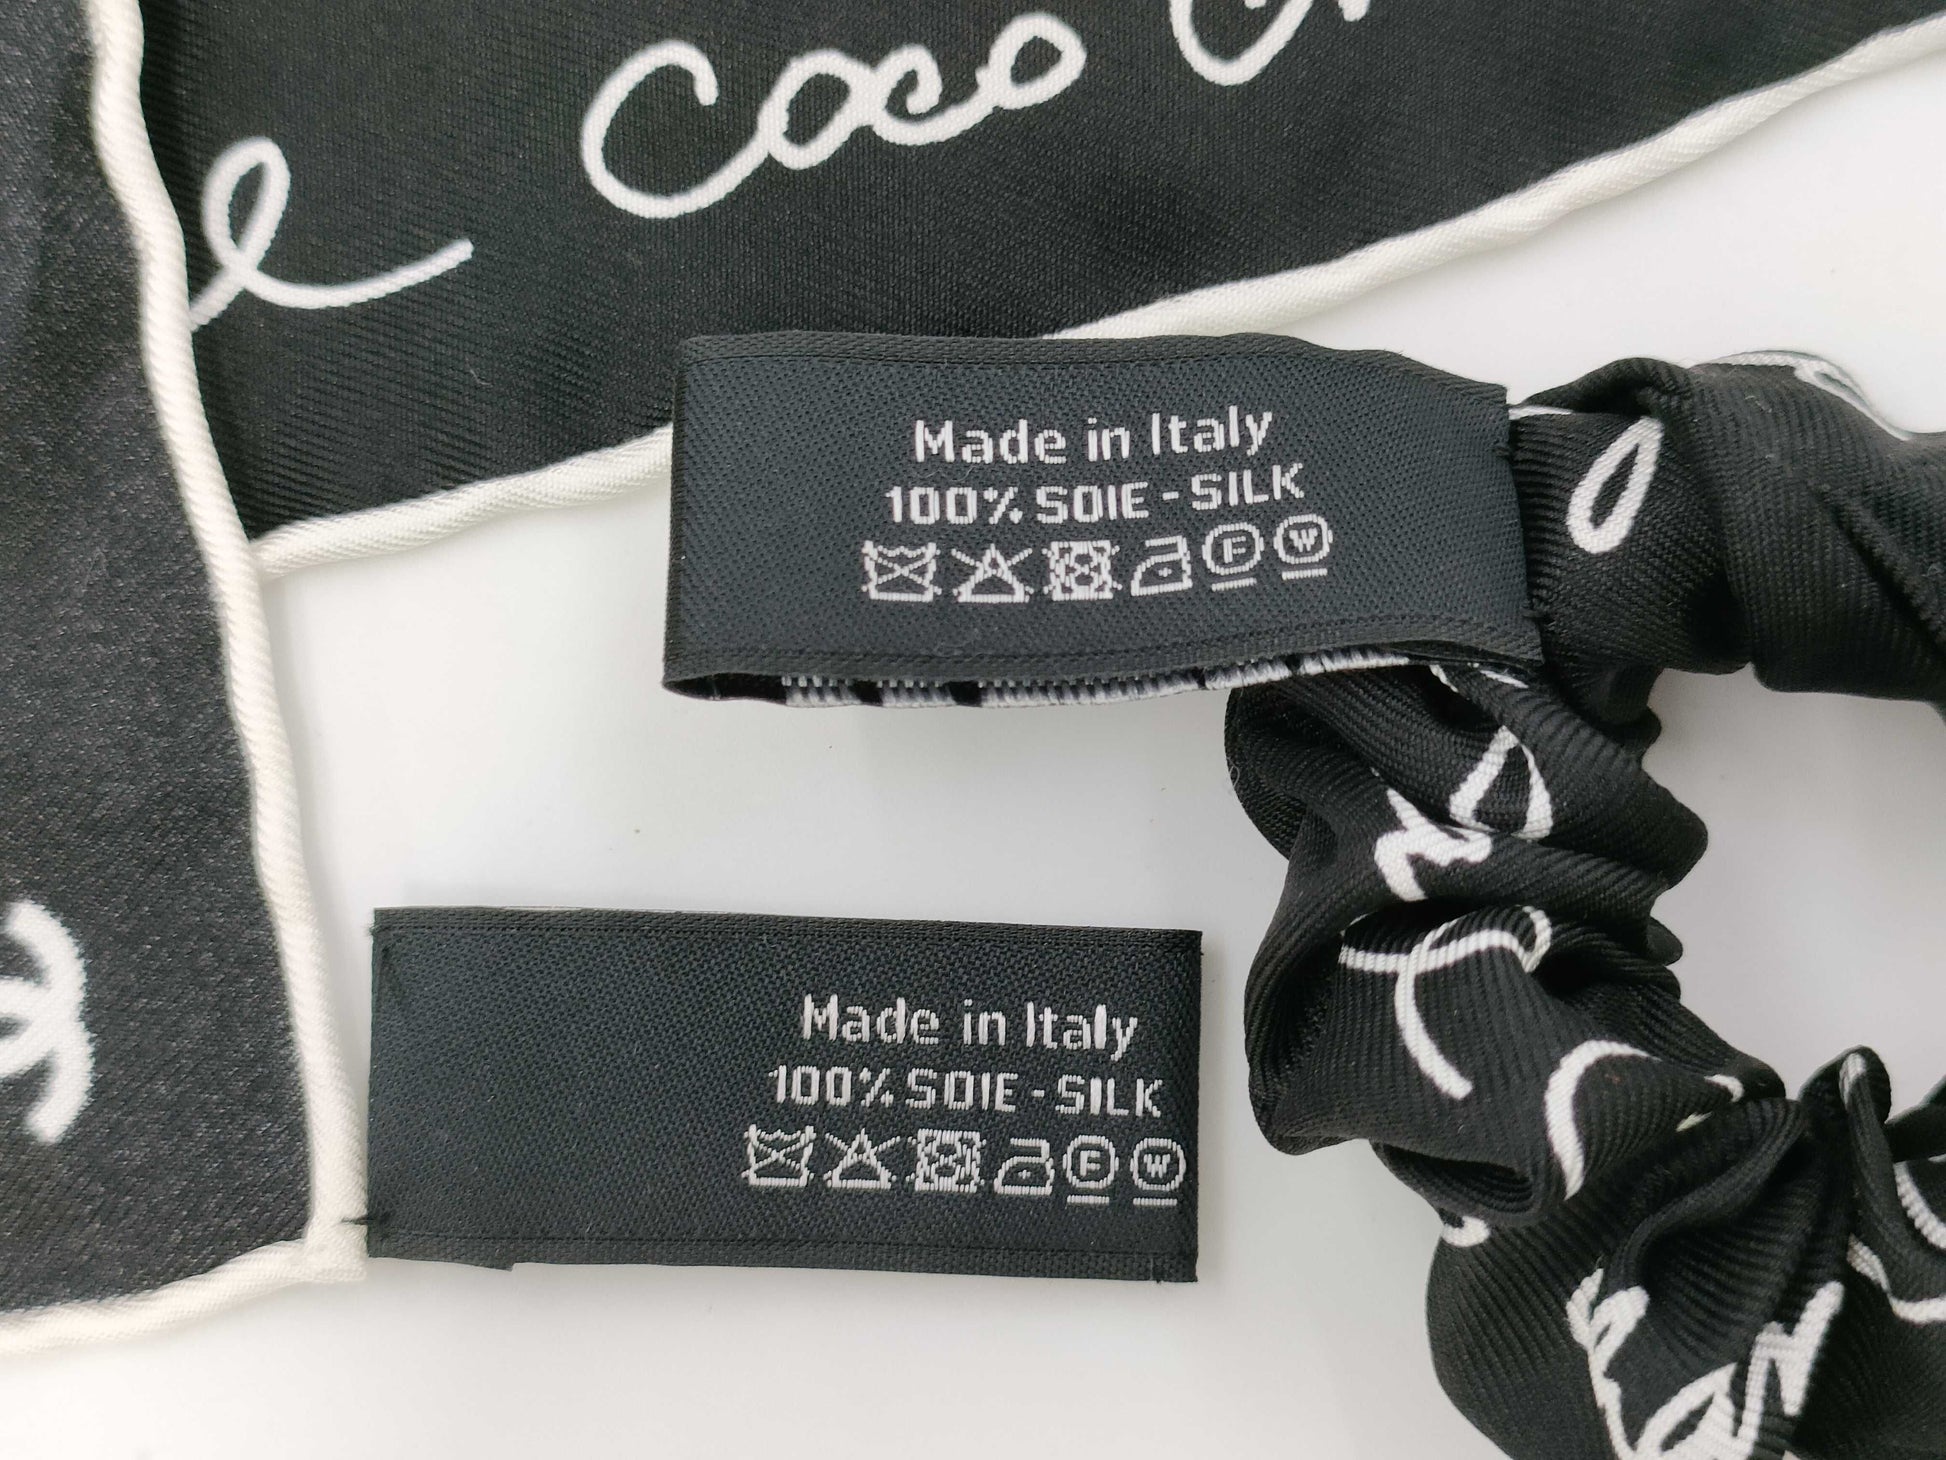 coco
Made in Italy
100% SOIE - SILK
F W
Made in Italy
100% SOIE - SILK
F W